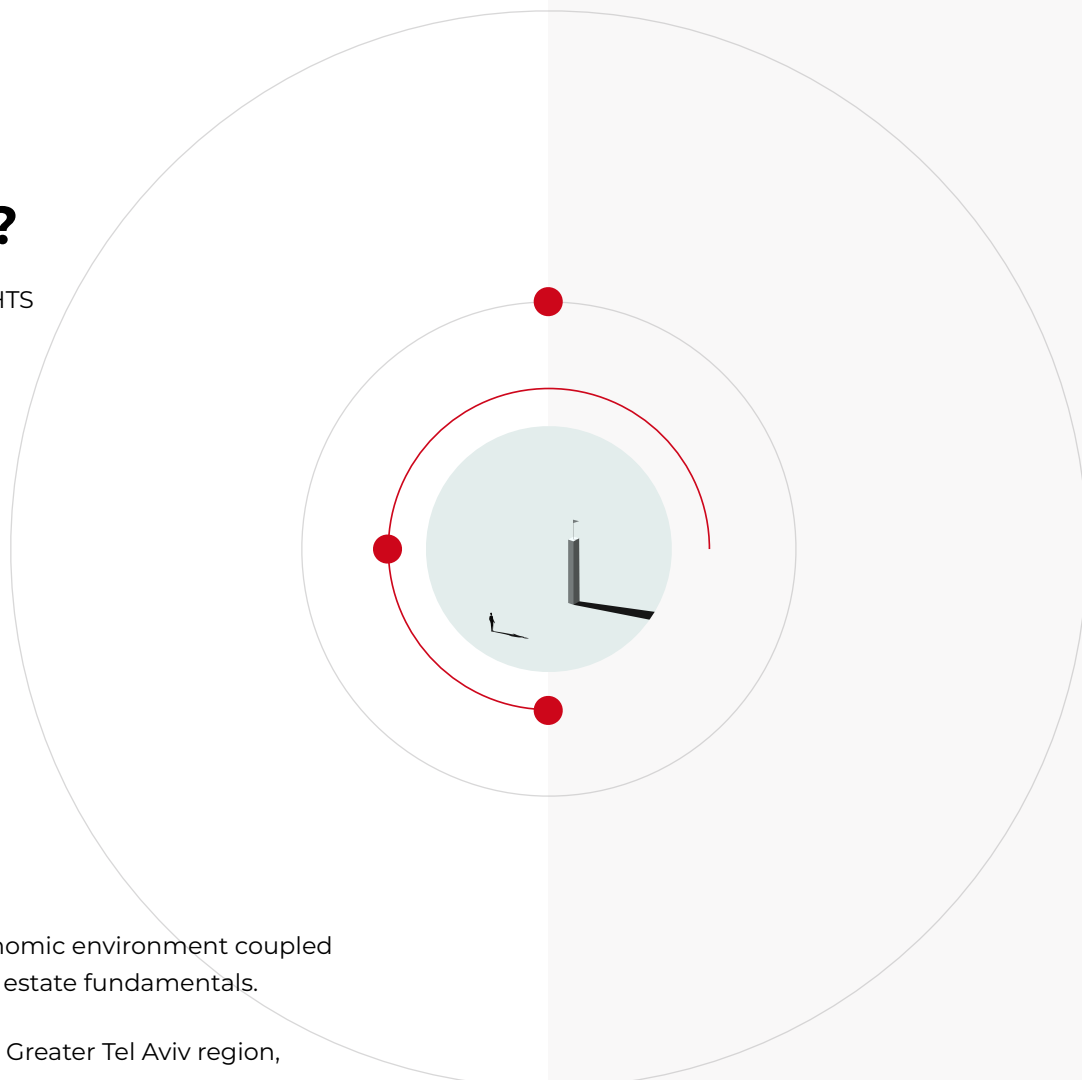 ?
HTS
nomic environment coupled
estate fundamentals.
Greater Tel Aviv region,